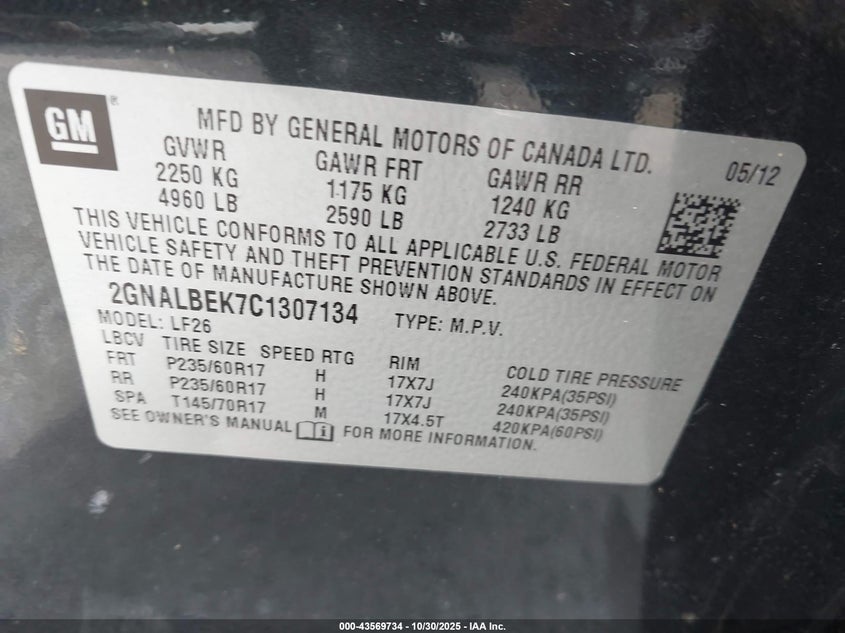 GM®
MFD BY GENERAL MOTORS OF CANADA LTD.
05/12
GVWR GAWR FRT GAWR RR
2250 KG 1175 KG 1240 KG
4960 LB 2590 LB 2733 LB
THIS VEHICLE CONFORMS TO ALL APPLICABLE U.S. FEDERAL MOTOR
VEHICLE SAFETY AND THEFT PREVENTION STANDARDS IN EFFECT ON
THE DATE OF MANUFACTURE SHOWN ABOVE.
2GNALBEK7C1307134 TYPE: M.P.V.
MODEL: LF26
LBCV TIRE SIZE SPEED RTG RIM COLD TIRE PRESSURE
FRT P235/60R17 H 17X7J 240KPA(35PSI)
RR P235/60R17 H 17X7J 240KPA(35PSI)
SPA T145/70R17 M 17X4.5T 420KPA(60PSI)
SEE OWNER'S MANUAL i FOR MORE INFORMATION.
000-43569734 - 10/30/2025 - IAA Inc.